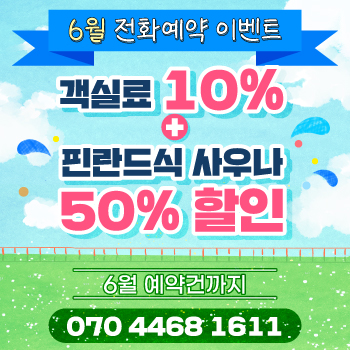 6월 전화예약 이벤트
객실료 10%
+
핀란드식 사우나
50% 할인
6월 예약건까지
070 4468 1611